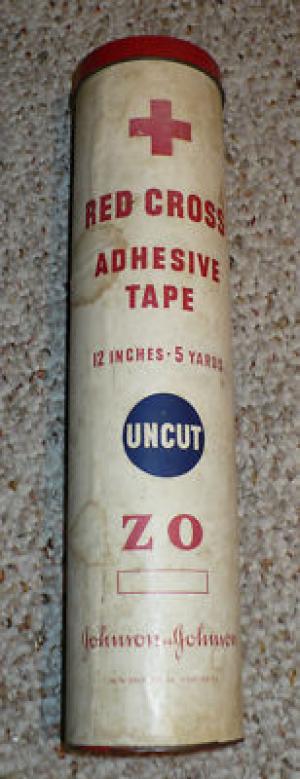 RED CROSS
ADHESIVE
TAPE
12 INCHES · 5 YARDS
UNCUT
ZO
Johnson & Johnson